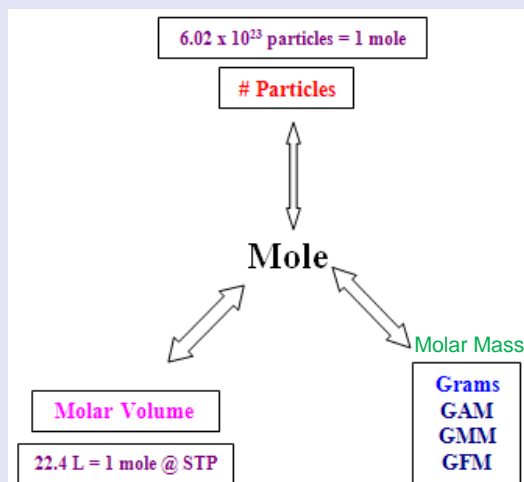 6.02 x 10²³ particles = 1 mole
# Particles
Mole
Molar Mass
Grams
GAM
GMM
GFM
Molar Volume
22.4 L = 1 mole @ STP